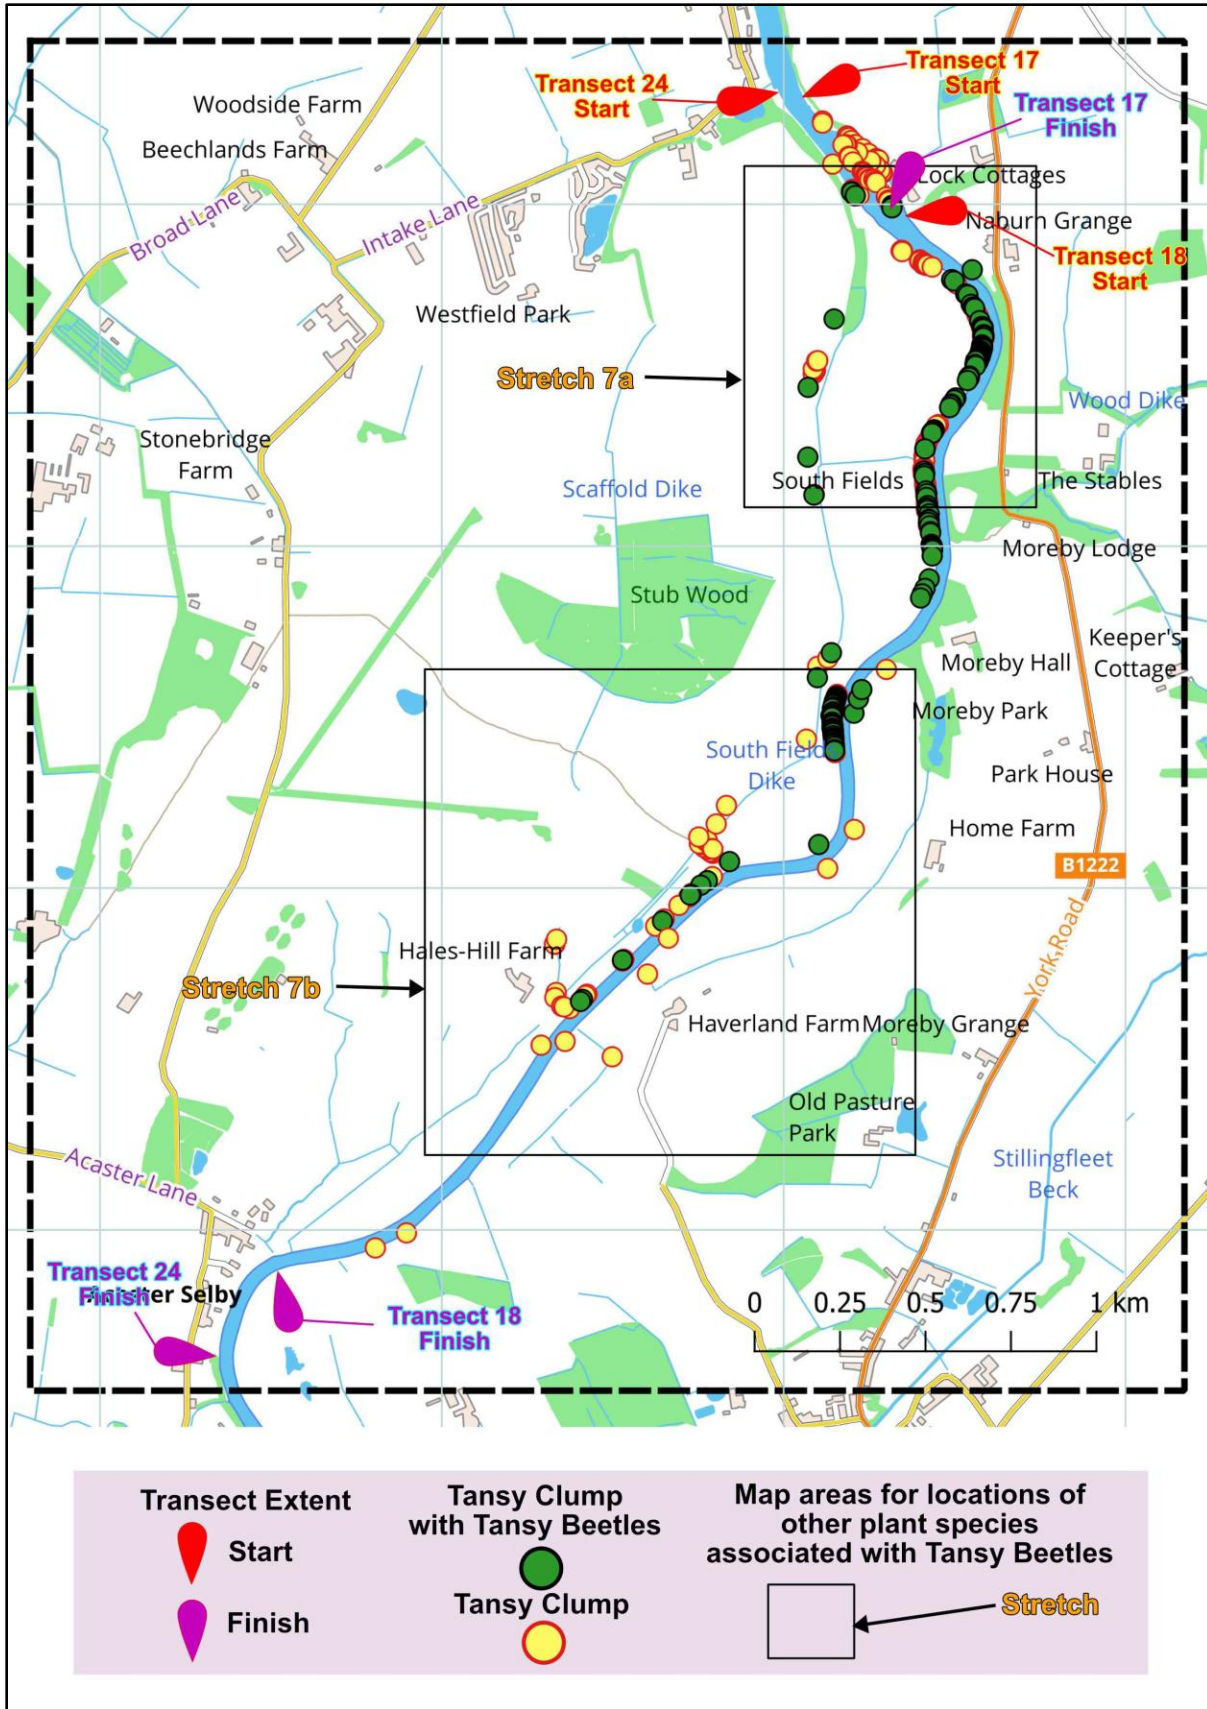 Transect 24
Start
Transect 17
Start
Transect 17
Finish
Woodside Farm
Beechlands Farm
Broad Lane
Intake Lane
Lock Cottages
Naburn Grange
Transect 18
Start
Westfield Park
Stretch 7a
Wood Dike
Stonebridge
Farm
Scaffold Dike
South Fields
The Stables
Moreby Lodge
Stub Wood
Keeper's
Cottage
Moreby Hall
Moreby Park
South Fields
Dike
Park House
Home Farm
B1222
York Road
Hales-Hill Farm
Stretch 7b
Haverland Farm
Moreby Grange
Old Pasture
Park
Stillingfleet
Beck
Acaster Lane
Transect 24
Finish
Selby
Transect 18
Finish
0 0.25 0.5 0.75 1 km
Transect Extent
Start
Finish
Tansy Clump
with Tansy Beetles
Tansy Clump
Map areas for locations of
other plant species
associated with Tansy Beetles
Stretch